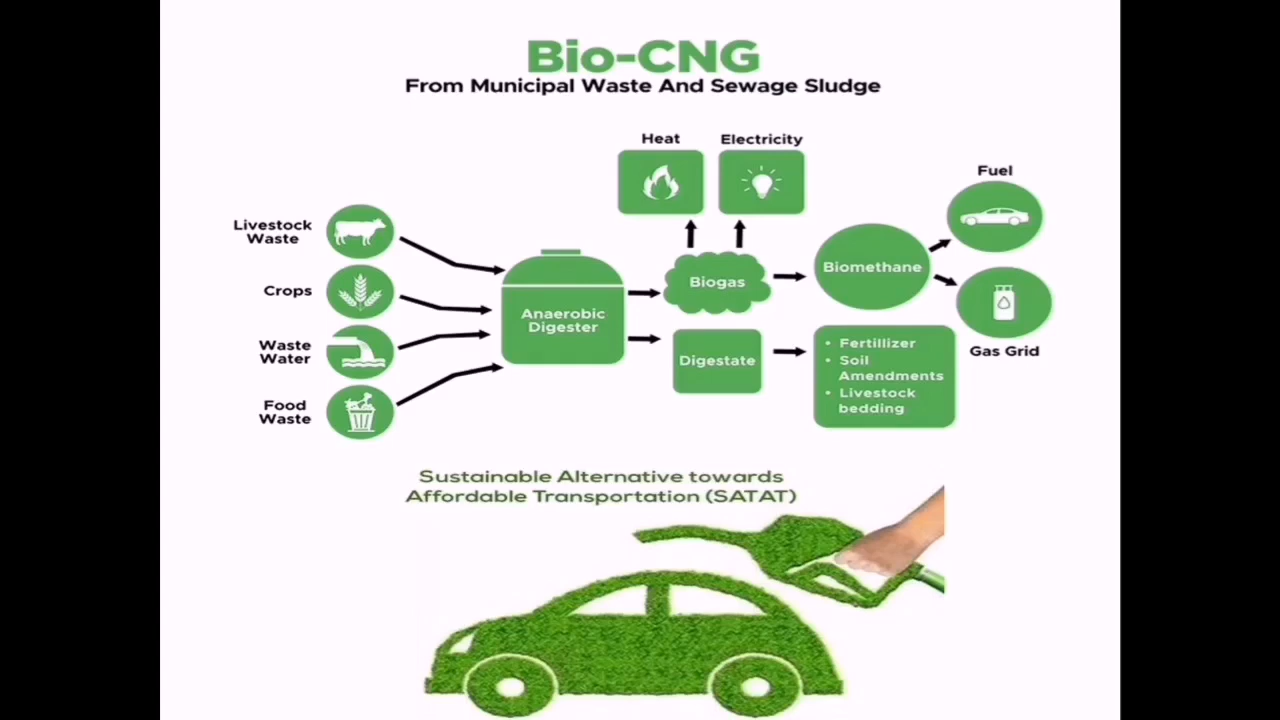 Bio-CNG
From Municipal Waste And Sewage Sludge
Heat
Electricity
Fuel
Livestock
Waste
Crops
Waste
Water
Food
Waste
Anaerobic
Digester
Biogas
Biomethane
Digestate
• Fertillizer
• Soil
Amendments
• Livestock
bedding
Gas Grid
Sustainable Alternative towards
Affordable Transportation (SATAT)